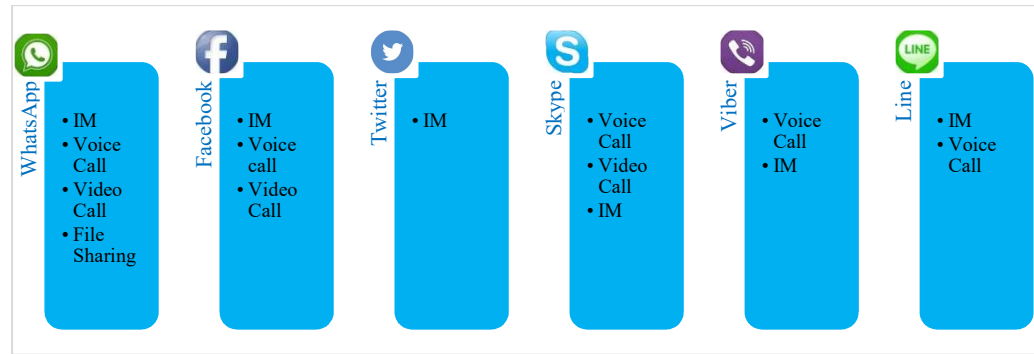 WhatsApp
• IM
• Voice
Call
• Video
Call
• File
Sharing
Facebook
• IM
• Voice
call
• Video
Call
Twitter
• IM
Skype
• Voice
Call
• Video
Call
• IM
Viber
• Voice
Call
• IM
LINE
Line
• IM
• Voice
Call